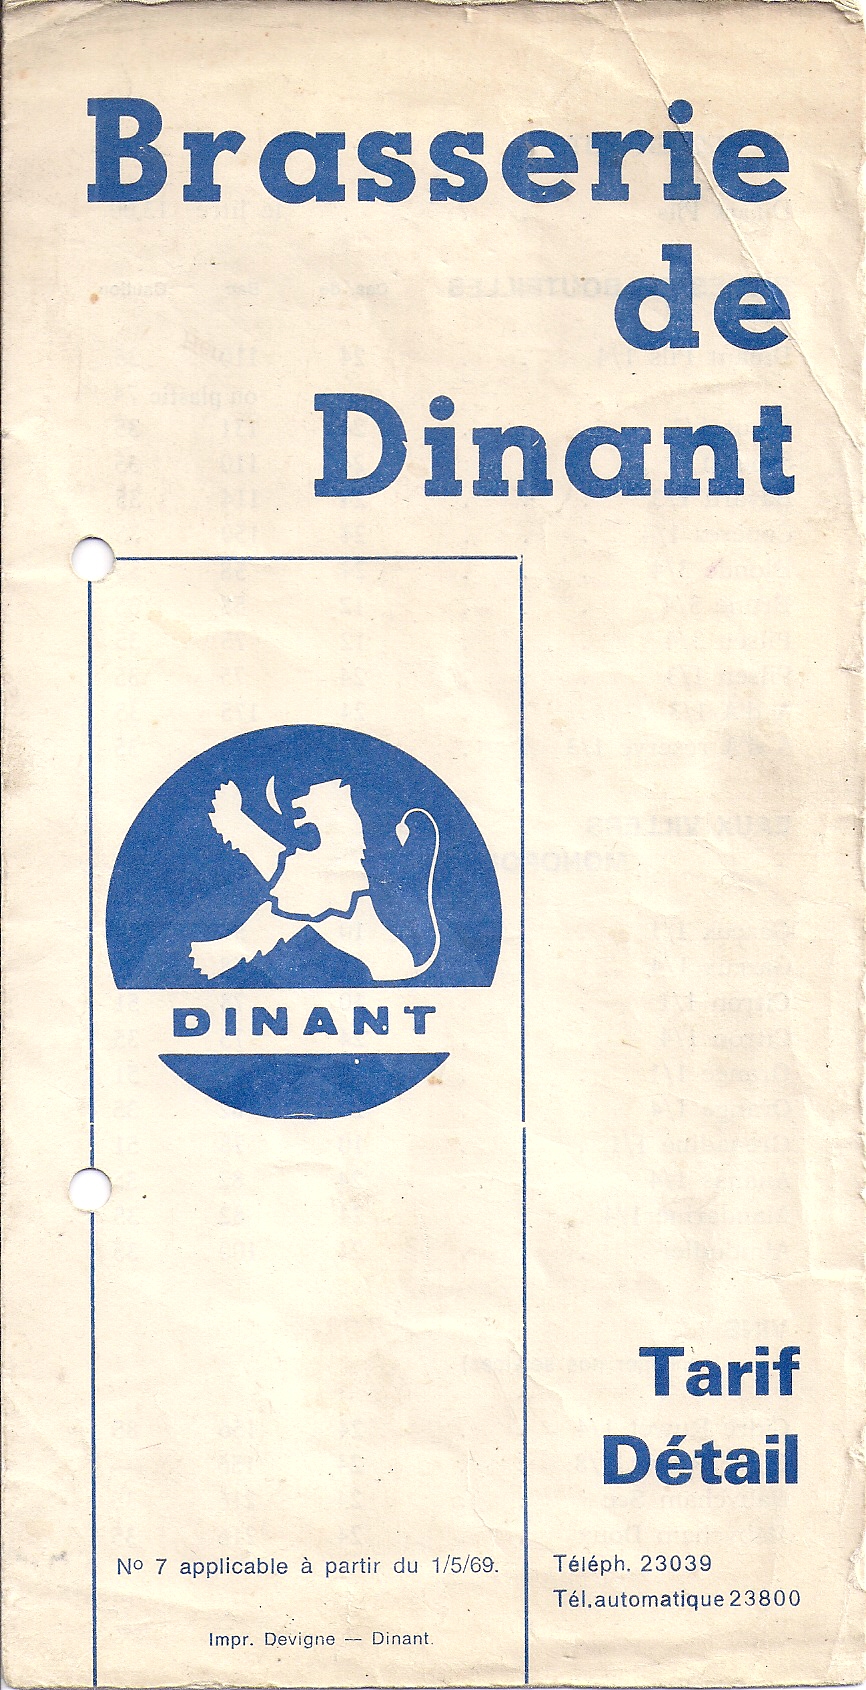 Brasserie
de
Dinant
DINANT
Tarif
Détail
Nº 7 applicable à partir du 1/5/69.
Impr. Devigne — Dinant.
Téléph. 23039
Tél.automatique 23800